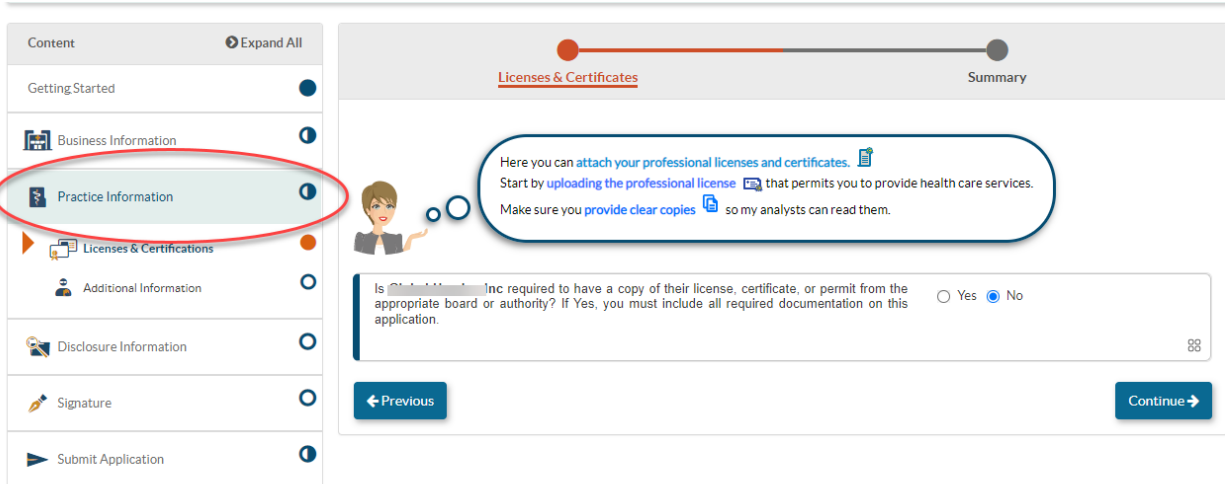 Content
Expand All
Getting Started
Business Information
Practice Information
Licenses & Certifications
Additional Information
Disclosure Information
Signature
Submit Application
Licenses & Certificates
Summary
Here you can attach your professional licenses and certificates.
Start by uploading the professional license that permits you to provide health care services.
Make sure you provide clear copies so my analysts can read them.
Is Inc required to have a copy of their license, certificate, or permit from the
appropriate board or authority? If Yes, you must include all required documentation on this
application.
Yes No
Previous
Continue